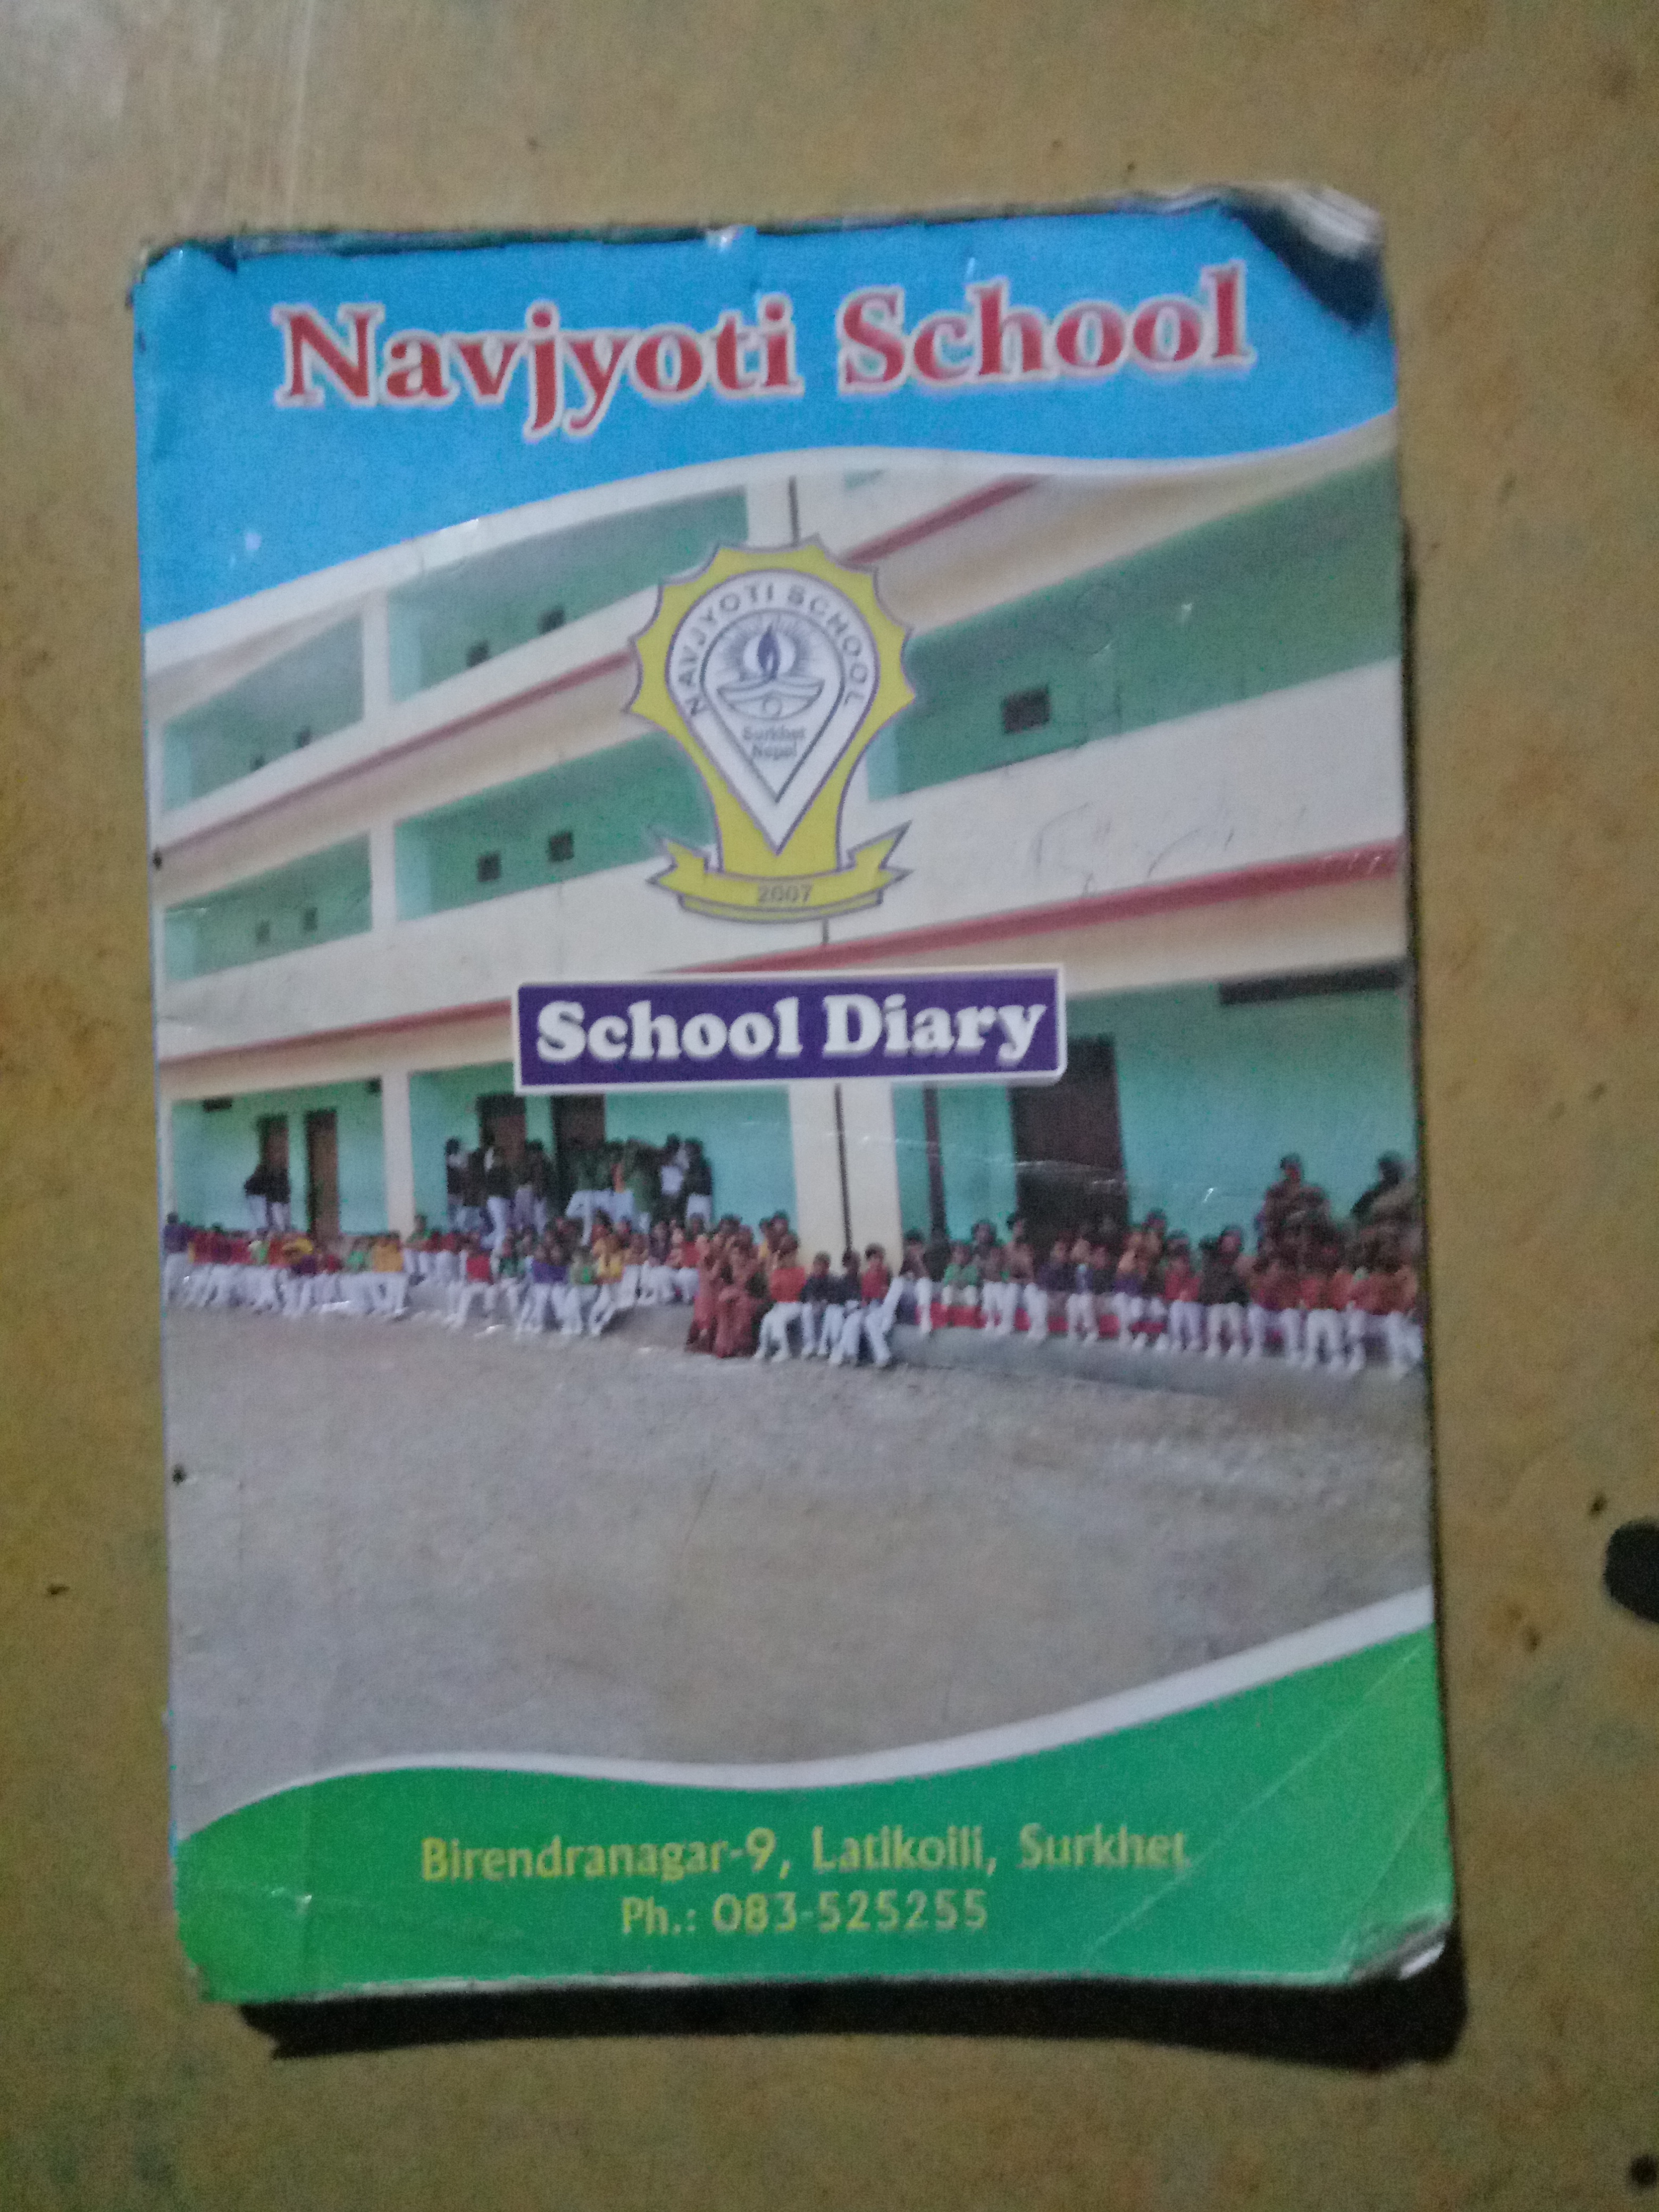 Navjyoti School
NAVJYOTI SCHOOL
Surkhet
Nepal
2007
School Diary
Birendranagar-9, Latikoili, Surkhet
Ph.: 083-525255